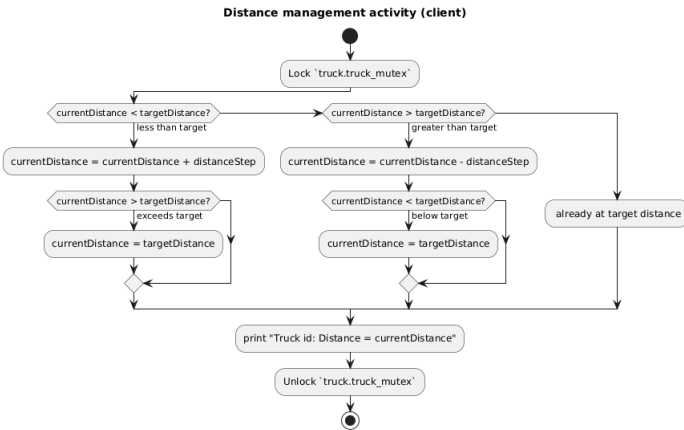 Distance management activity (client)
Lock `truck.truck_mutex`
currentDistance < targetDistance?
less than target
currentDistance = currentDistance + distanceStep
currentDistance > targetDistance?
exceeds target
currentDistance = targetDistance
currentDistance > targetDistance?
greater than target
currentDistance = currentDistance - distanceStep
currentDistance < targetDistance?
below target
currentDistance = targetDistance
already at target distance
print "Truck id: Distance = currentDistance"
Unlock `truck.truck_mutex`